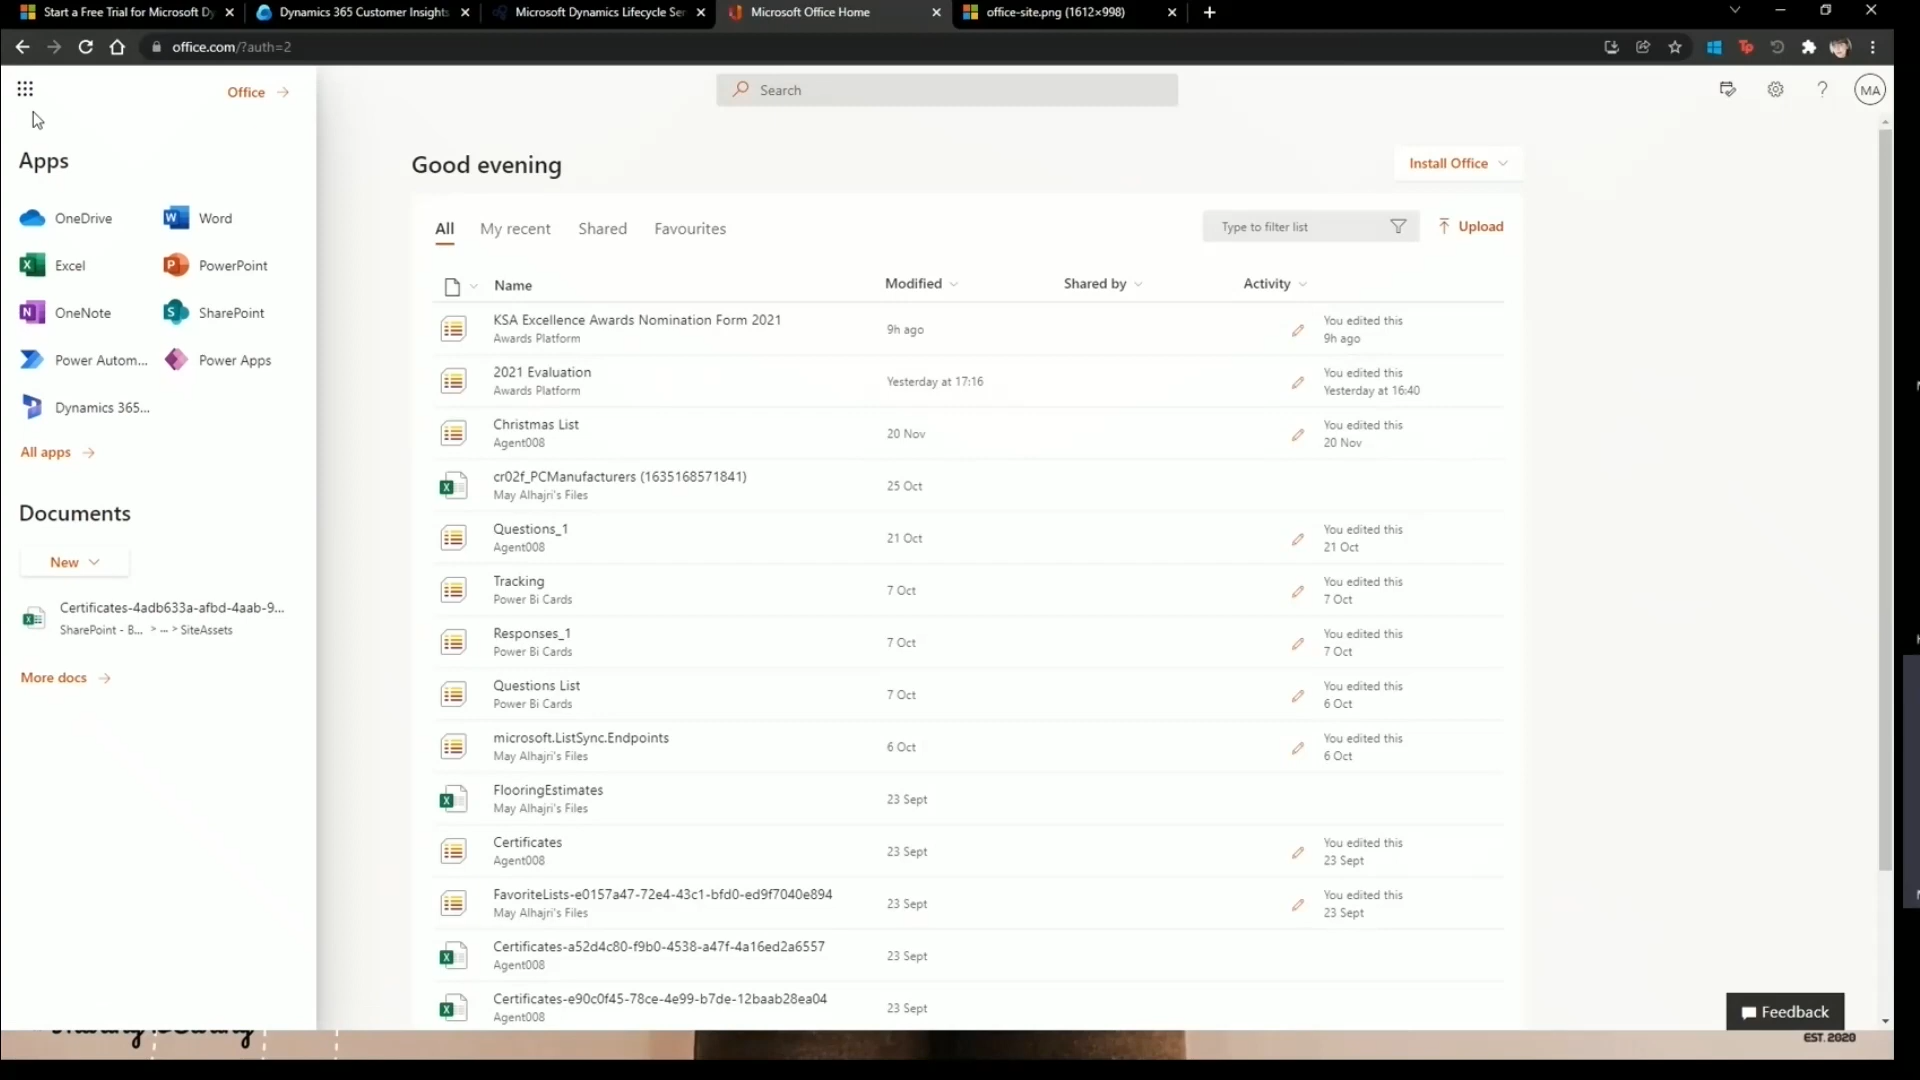 Start a Free Trial for Microsoft Dy
Dynamics 365 Customer Insights
Microsoft Dynamics Lifecycle Ser
Microsoft Office Home
office-site.png (1612×998)
office.com/?auth=2
Office
Search
MA
Apps
OneDrive
Word
Excel
PowerPoint
OneNote
SharePoint
Power Autom...
Power Apps
Dynamics 365...
All apps
Documents
New
Certificates-4adb633a-afbd-4aab-9...
SharePoint - B... > ... > SiteAssets
More docs
Good evening
Install Office
All
My recent
Shared
Favourites
Type to filter list
Upload
Name
Modified
Shared by
Activity
KSA Excellence Awards Nomination Form 2021
Awards Platform
9h ago
You edited this
9h ago
2021 Evaluation
Awards Platform
Yesterday at 17:16
You edited this
Yesterday at 16:40
Christmas List
Agent008
20 Nov
You edited this
20 Nov
cr02f_PCManufacturers (1635168571841)
May Alhajri's Files
25 Oct
Questions_1
Agent008
21 Oct
You edited this
21 Oct
Tracking
Power Bi Cards
7 Oct
You edited this
7 Oct
Responses_1
Power Bi Cards
7 Oct
You edited this
7 Oct
Questions List
Power Bi Cards
7 Oct
You edited this
6 Oct
microsoft.ListSync.Endpoints
May Alhajri's Files
6 Oct
You edited this
6 Oct
FlooringEstimates
May Alhajri's Files
23 Sept
Certificates
Agent008
23 Sept
You edited this
23 Sept
FavoriteLists-e0157a47-72e4-43c1-bfd0-ed9f7040e894
May Alhajri's Files
23 Sept
You edited this
23 Sept
Certificates-a52d4c80-f9b0-4538-a47f-4a16ed2a6557
Agent008
23 Sept
Certificates-e90c0f45-78ce-4e99-b7de-12baab28ea04
Agent008
23 Sept
Feedback
EST. 2020